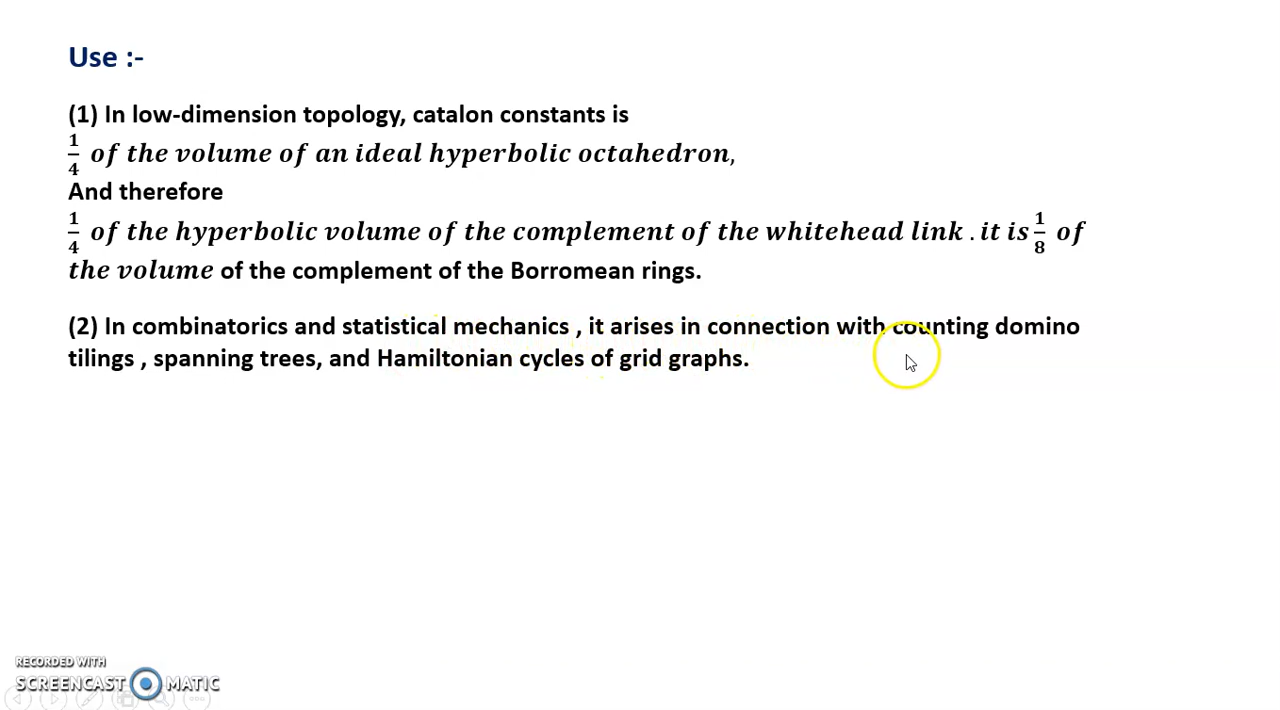 Use :-
(1) In low-dimension topology, catalon constants is
1/4 of the volume of an ideal hyperbolic octahedron,
And therefore
1/4 of the hyperbolic volume of the complement of the whitehead link . it is 1/8 of
the volume of the complement of the Borromean rings.
(2) In combinatorics and statistical mechanics , it arises in connection with counting domino
tilings , spanning trees, and Hamiltonian cycles of grid graphs.
RECORDED WITH
SCREENCAST MATIC